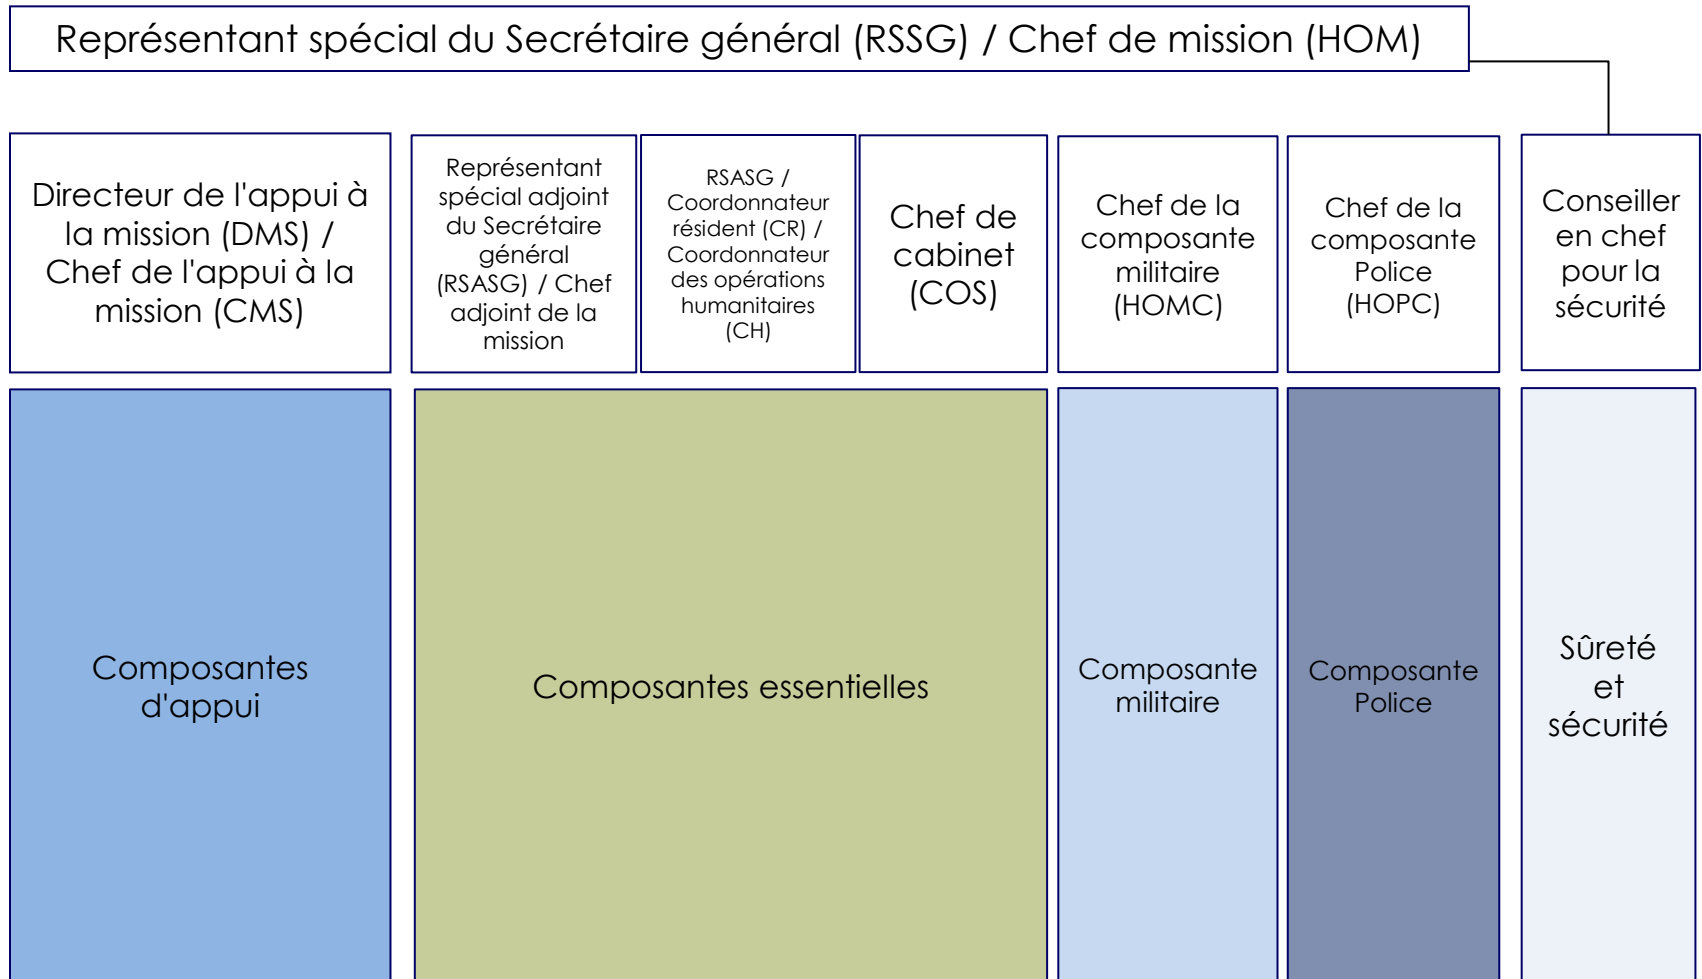 Représentant spécial du Secrétaire général (RSSG) / Chef de mission (HOM)
Directeur de l'appui à
la mission (DMS) /
Chef de l'appui à la
mission (CMS)
Représentant
spécial adjoint
du Secrétaire
général
(RSASG) / Chef
adjoint de la
mission
RSASG /
Coordonnateur
résident (CR) /
Coordonnateur
des opérations
humanitaires
(CH)
Chef de
cabinet
(COS)
Chef de la
composante
militaire
(HOMC)
Chef de la
composante
Police
(HOPC)
Conseiller
en chef
pour la
sécurité
Composantes
d'appui
Composantes essentielles
Composante
militaire
Composante
Police
Sûreté
et
sécurité